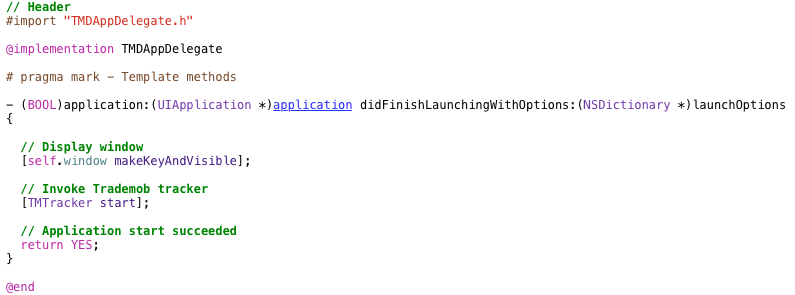 // Header
#import "TMDAppDelegate.h"
@implementation TMDAppDelegate
# pragma mark - Template methods
- (BOOL)application:(UIApplication *)application didFinishLaunchingWithOptions:(NSDictionary *)launchOptions
{
// Display window
[self.window makeKeyAndVisible];
// Invoke Trademob tracker
[TMTracker start];
// Application start succeeded
return YES;
}
@end